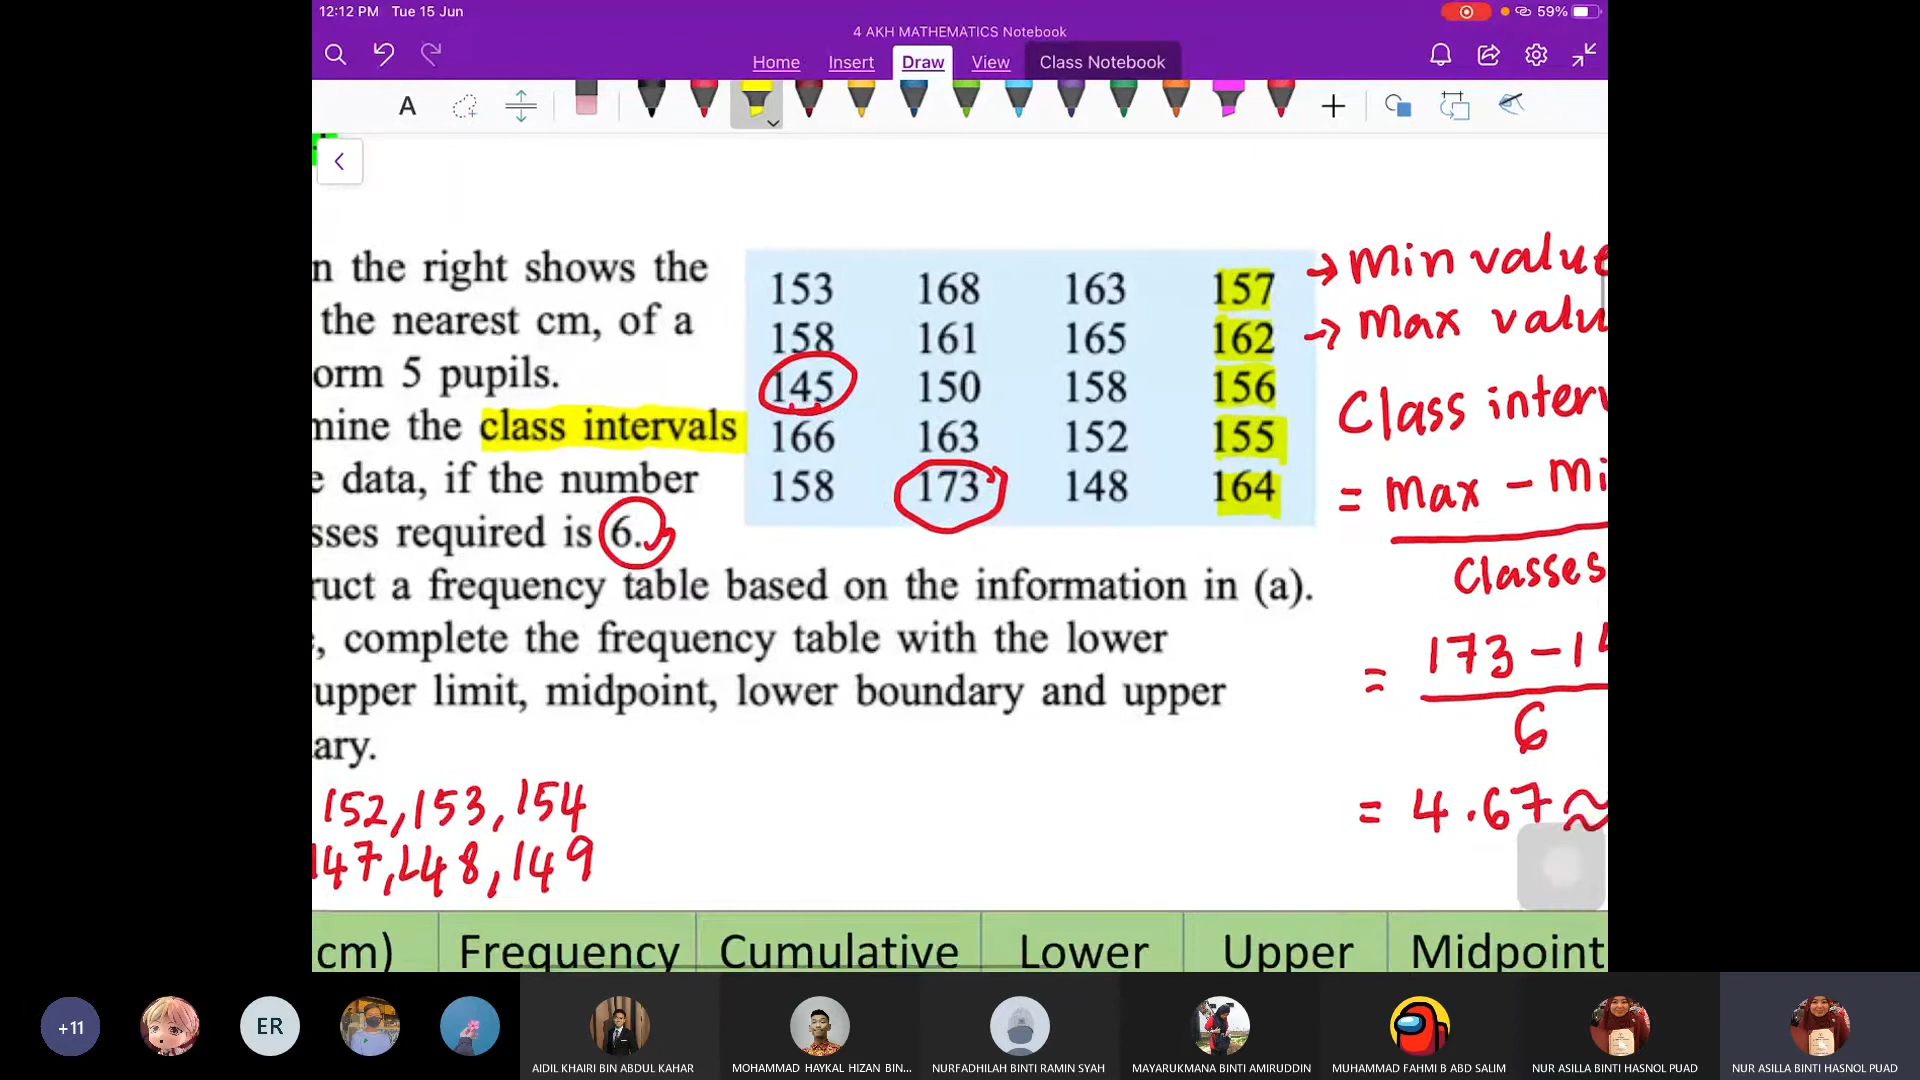 12:12 PM Tue 15 Jun
59%
4 AKH MATHEMATICS Notebook
Home Insert Draw View Class Notebook
A
n the right shows the
the nearest cm, of a
orm 5 pupils.
mine the class intervals
e data, if the number
sses required is 6.
153 168 163 157
158 161 165 162
145 150 158 156
166 163 152 155
158 173 148 164
→ Min value
→ Max valu
Class interv
= Max - Mi
Classes
= 173 - 14
6
= 4.67 ≈
ruct a frequency table based on the information in (a).
, complete the frequency table with the lower
upper limit, midpoint, lower boundary and upper
ary.
152, 153, 154
147, 148, 149
cm) Frequency Cumulative Lower Upper Midpoint
+11
ER
AIDIL KHAIRI BIN ABDUL KAHAR
MOHAMMAD HAYKAL HIZAN BIN...
NURFADHILAH BINTI RAMIN SYAH
MAYARUKMANA BINTI AMIRUDDIN
MUHAMMAD FAHMI B ABD SALIM
NUR ASILLA BINTI HASNOL PUAD
NUR ASILLA BINTI HASNOL PUAD